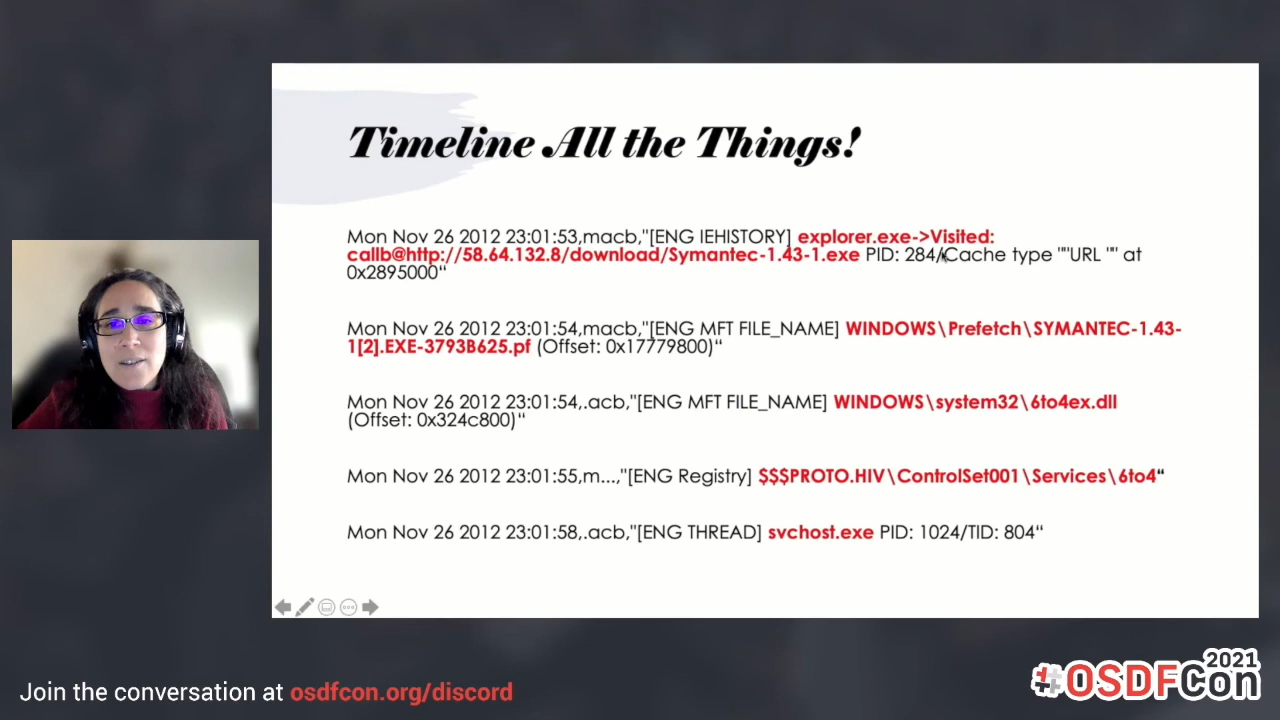 Timeline All the Things!
Mon Nov 26 2012 23:01:53,macb,"[ENG IEHISTORY] explorer.exe->Visited:
callb@http://58.64.132.8/download/Symantec-1.43-1.exe PID: 284/Cache type ""URL "" at
0x2895000“
Mon Nov 26 2012 23:01:54,macb,"[ENG MFT FILE_NAME] WINDOWS\Prefetch\SYMANTEC-1.43-
1[2].EXE-3793B625.pf (Offset: 0x17779800)“
Mon Nov 26 2012 23:01:54,.acb,"[ENG MFT FILE_NAME] WINDOWS\system32\6to4ex.dll
(Offset: 0x324c800)“
Mon Nov 26 2012 23:01:55,m...,"[ENG Registry] $$$PROTO.HIV\ControlSet001\Services\6to4“
Mon Nov 26 2012 23:01:58,.acb,"[ENG THREAD] svchost.exe PID: 1024/TID: 804“
Join the conversation at osdfcon.org/discord
2021
#OSDFCon